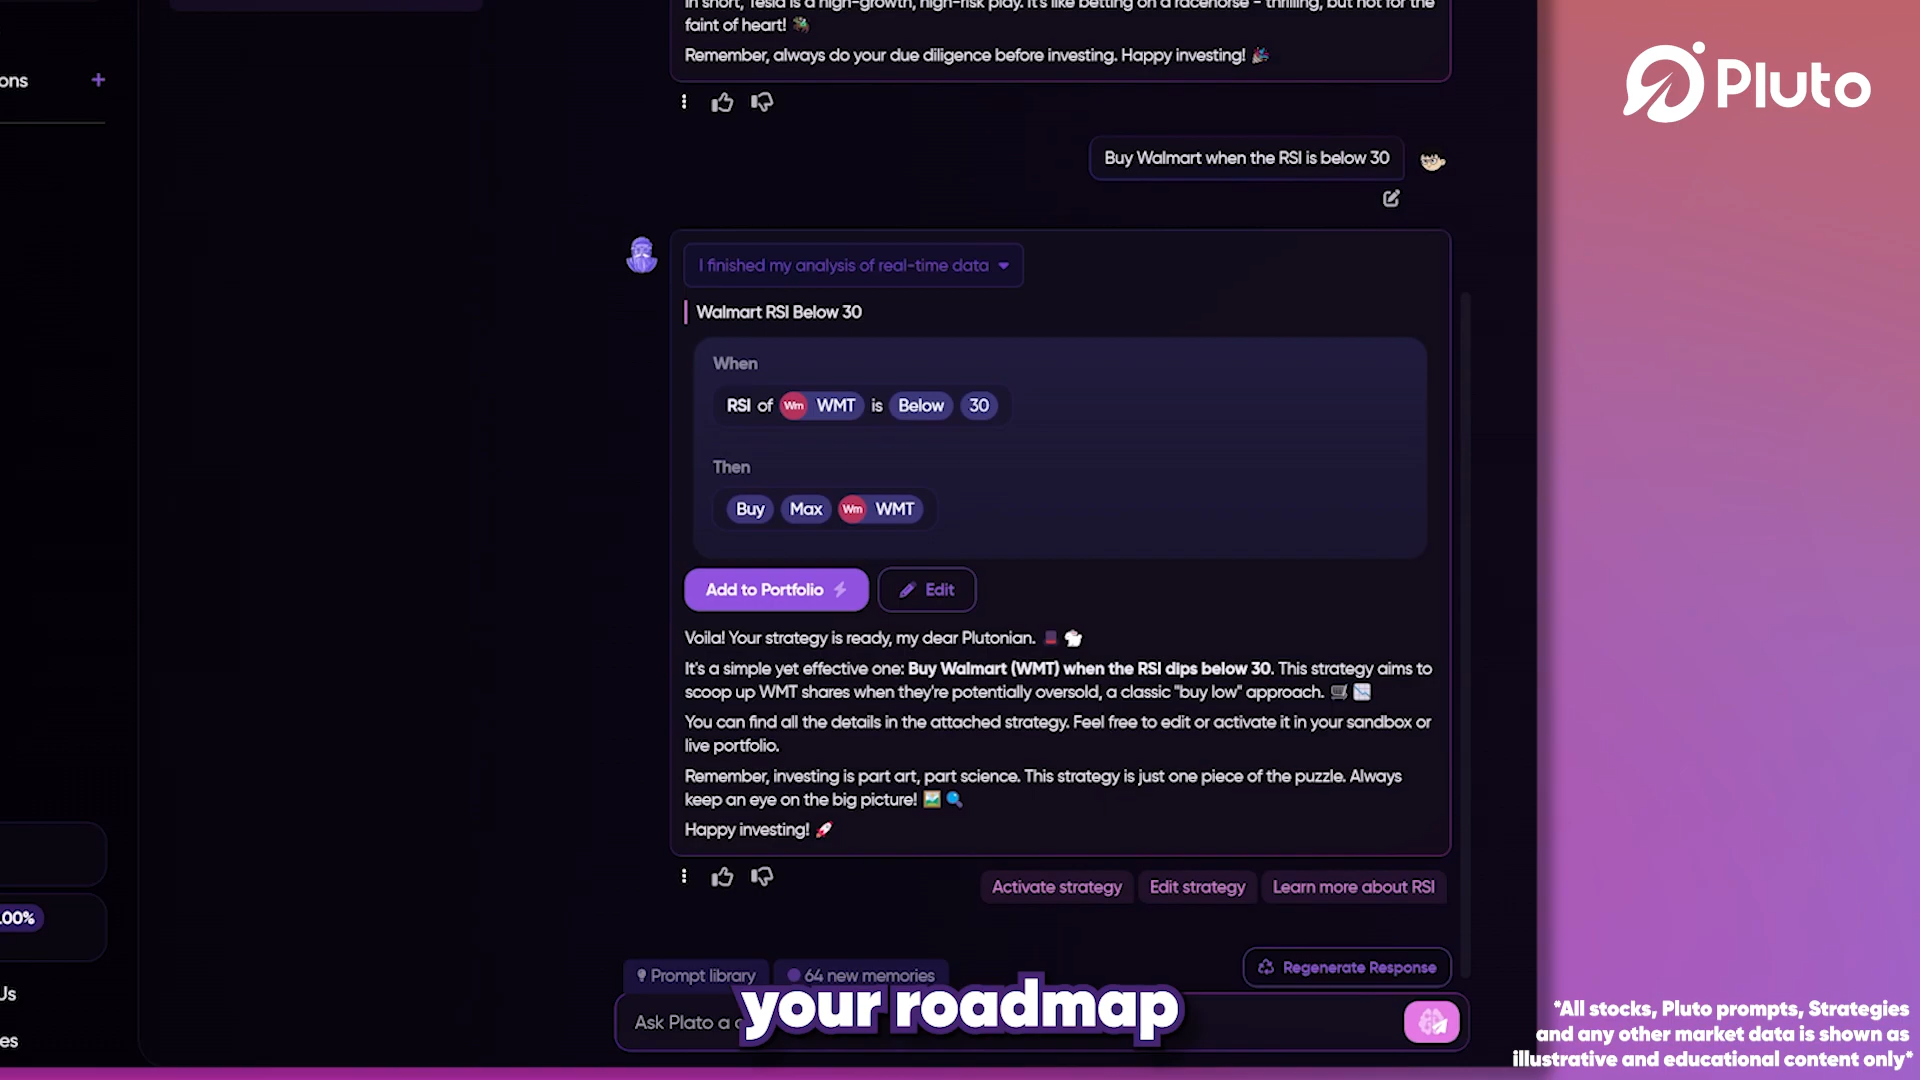 In short, Tesla is a high-growth, high-risk play. It's like betting on a racehorse - thrilling, but not for the
faint of heart!
Remember, always do your due diligence before investing. Happy investing!
Pluto
ons +
Buy Walmart when the RSI is below 30
I finished my analysis of real-time data
Walmart RSI Below 30
When
RSI of Wm WMT is Below 30
Then
Buy Max Wm WMT
Add to Portfolio
Edit
Voila! Your strategy is ready, my dear Plutonian.
It's a simple yet effective one: Buy Walmart (WMT) when the RSI dips below 30. This strategy aims to
scoop up WMT shares when they're potentially oversold, a classic "buy low" approach.
You can find all the details in the attached strategy. Feel free to edit or activate it in your sandbox or
live portfolio.
Remember, investing is part art, part science. This strategy is just one piece of the puzzle. Always
keep an eye on the big picture!
Happy investing!
Activate strategy
Edit strategy
Learn more about RSI
.00%
Us
es
Prompt library
64 new memories
Regenerate Response
Ask Plato a
your roadmap
*All stocks, Pluto prompts, Strategies
and any other market data is shown as
illustrative and educational content only*